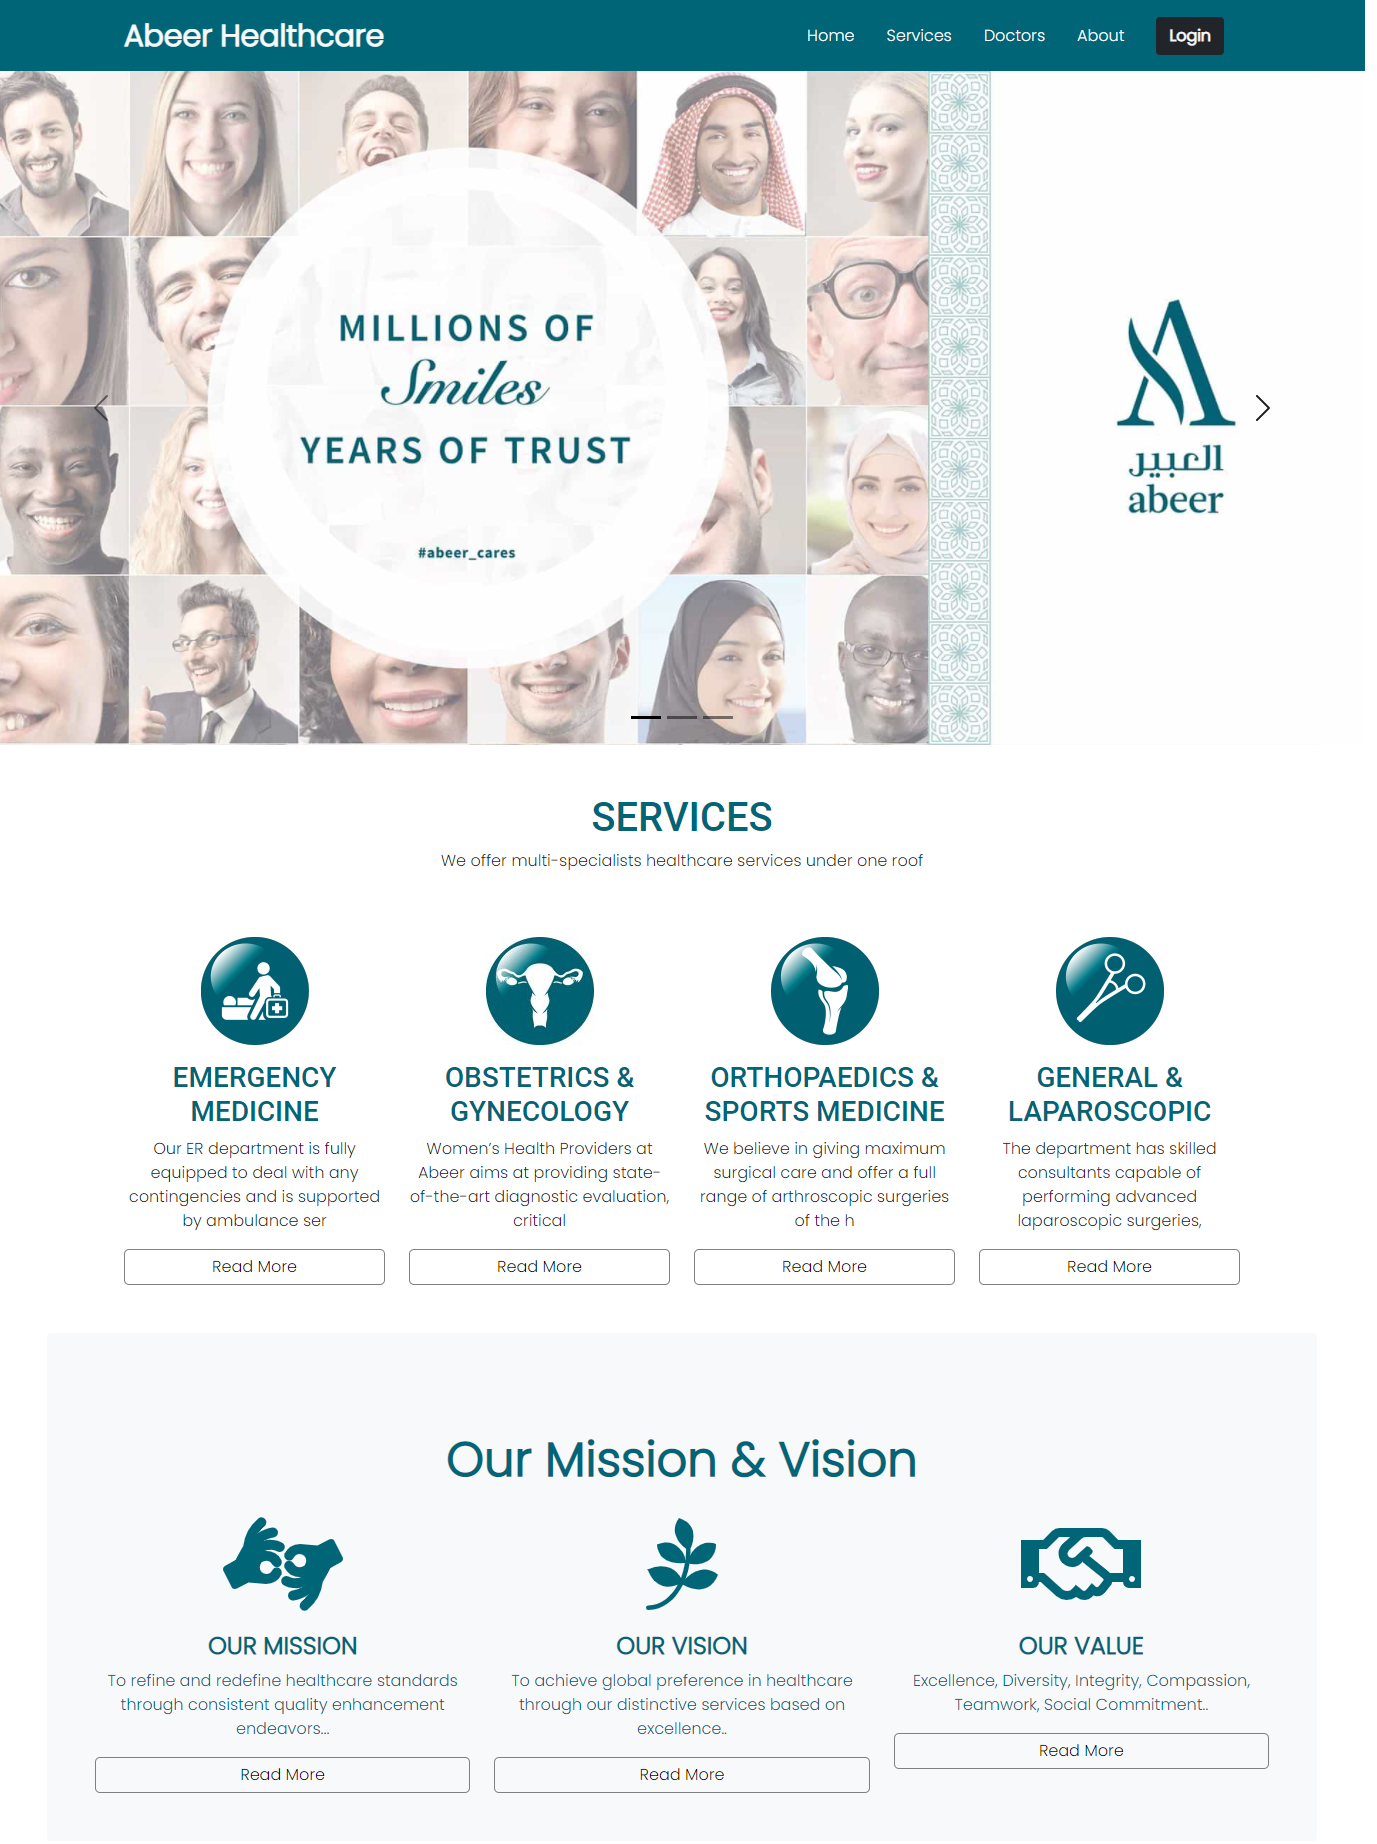 Abeer Healthcare
Home Services Doctors About Login
MILLIONS OF
Smiles
YEARS OF TRUST
#abeer_cares
العبير
abeer
SERVICES
We offer multi-specialists healthcare services under one roof
EMERGENCY
MEDICINE
Our ER department is fully
equipped to deal with any
contingencies and is supported
by ambulance ser
Read More
OBSTETRICS &
GYNECOLOGY
Women’s Health Providers at
Abeer aims at providing state-
of-the-art diagnostic evaluation,
critical
Read More
ORTHOPAEDICS &
SPORTS MEDICINE
We believe in giving maximum
surgical care and offer a full
range of arthroscopic surgeries
of the h
Read More
GENERAL &
LAPAROSCOPIC
The department has skilled
consultants capable of
performing advanced
laparoscopic surgeries,
Read More
Our Mission & Vision
OUR MISSION
To refine and redefine healthcare standards
through consistent quality enhancement
endeavors...
Read More
OUR VISION
To achieve global preference in healthcare
through our distinctive services based on
excellence..
Read More
OUR VALUE
Excellence, Diversity, Integrity, Compassion,
Teamwork, Social Commitment..
Read More